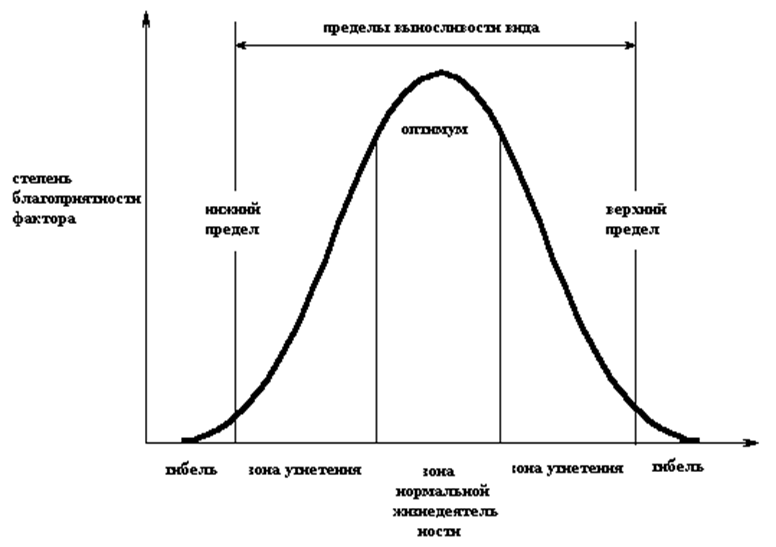 пределы выносливости вида
оптимум
степень
благоприятности
фактора
нижний
предел
верхний
предел
гибель
зона угнетения
зона
нормальной
жизнедеятель
ности
зона угнетения
гибель